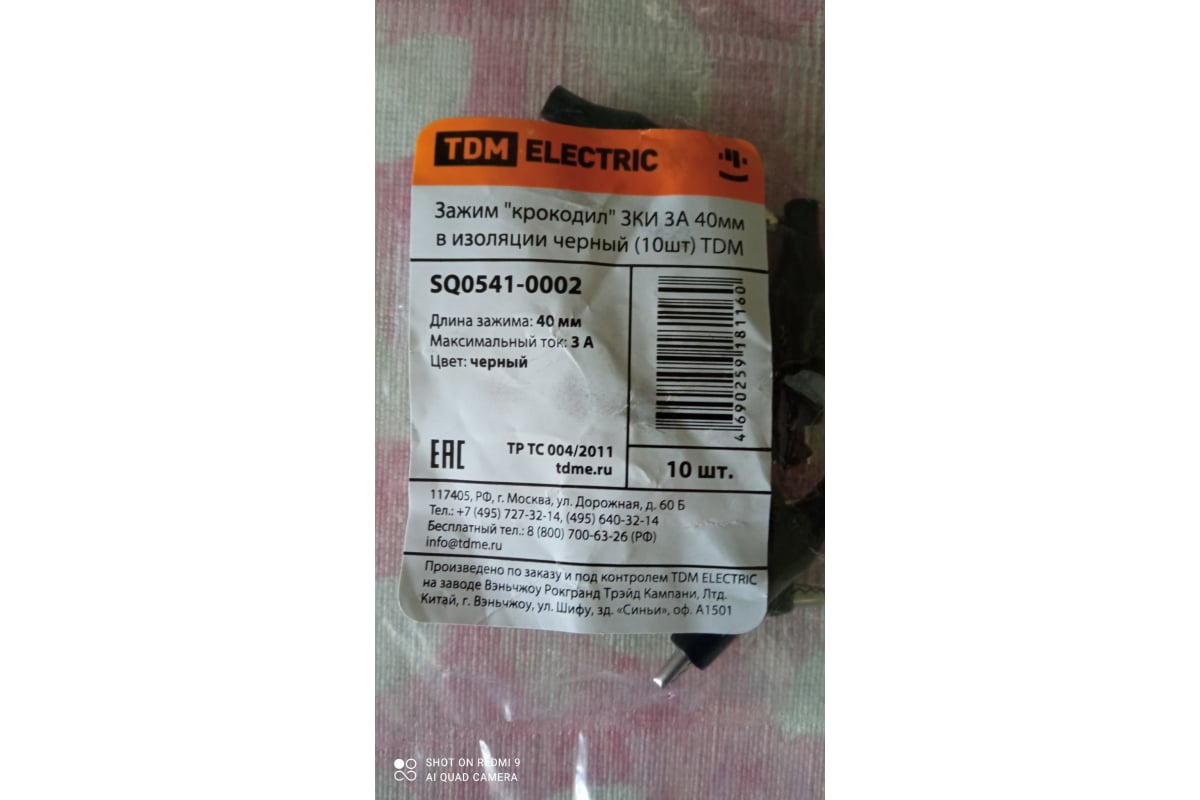 TDM ELECTRIC
Зажим "крокодил" ЗКИ 3А 40мм
в изоляции черный (10шт) TDM
SQ0541-0002
Длина зажима: 40 мм
Максимальный ток: 3 А
Цвет: черный
4 690259 181160
EAC
ТР ТС 004/2011
tdme.ru
10 шт.
117405, РФ, г. Москва, ул. Дорожная, д. 60 Б
Тел.: +7 (495) 727-32-14, (495) 640-32-14
Бесплатный тел.: 8 (800) 700-63-26 (РФ)
info@tdme.ru
Произведено по заказу и под контролем TDM ELECTRIC
на заводе Вэньчжоу Рокгранд Трэйд Кампани, Лтд.
Китай, г. Вэньчжоу, ул. Шифу, зд. «Синьи», оф. А1501
SHOT ON REDMI 9
AI QUAD CAMERA